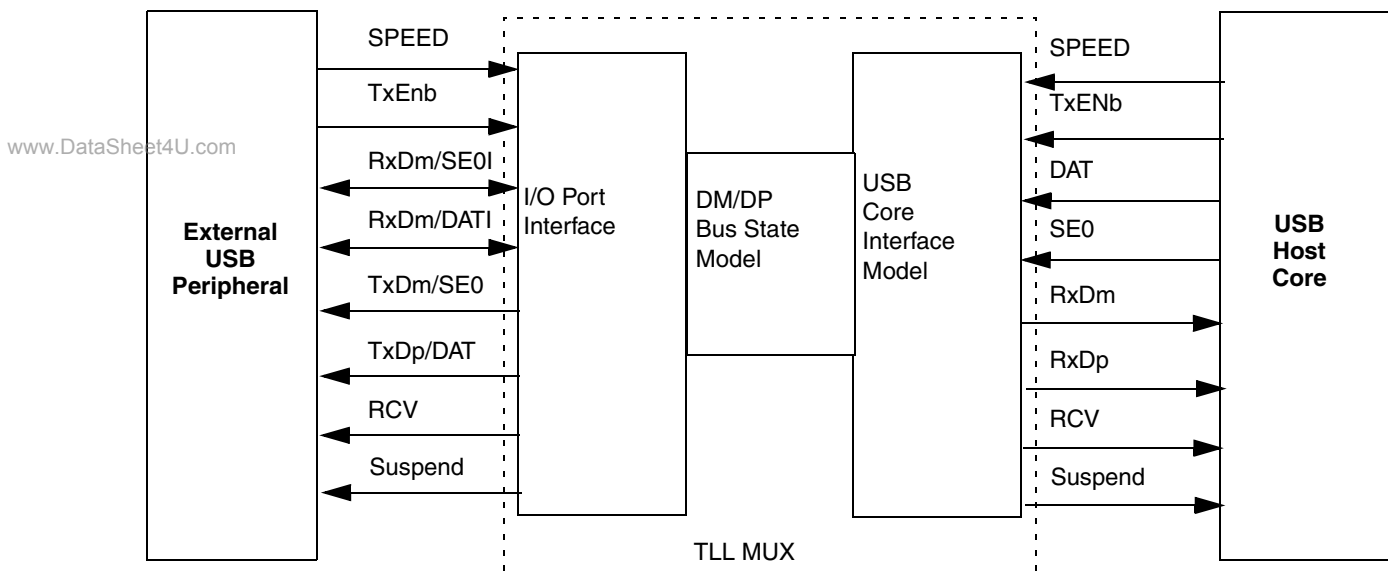 SPEED
TxEnb
www.DataSheet4U.com
RxDm/SE0I
RxDm/DATI
TxDm/SE0
TxDp/DAT
RCV
Suspend
External
USB
Peripheral
I/O Port
Interface
DM/DP
Bus State
Model
USB
Core
Interface
Model
TLL MUX
SPEED
TxENb
DAT
SE0
RxDm
RxDp
RCV
Suspend
USB
Host
Core